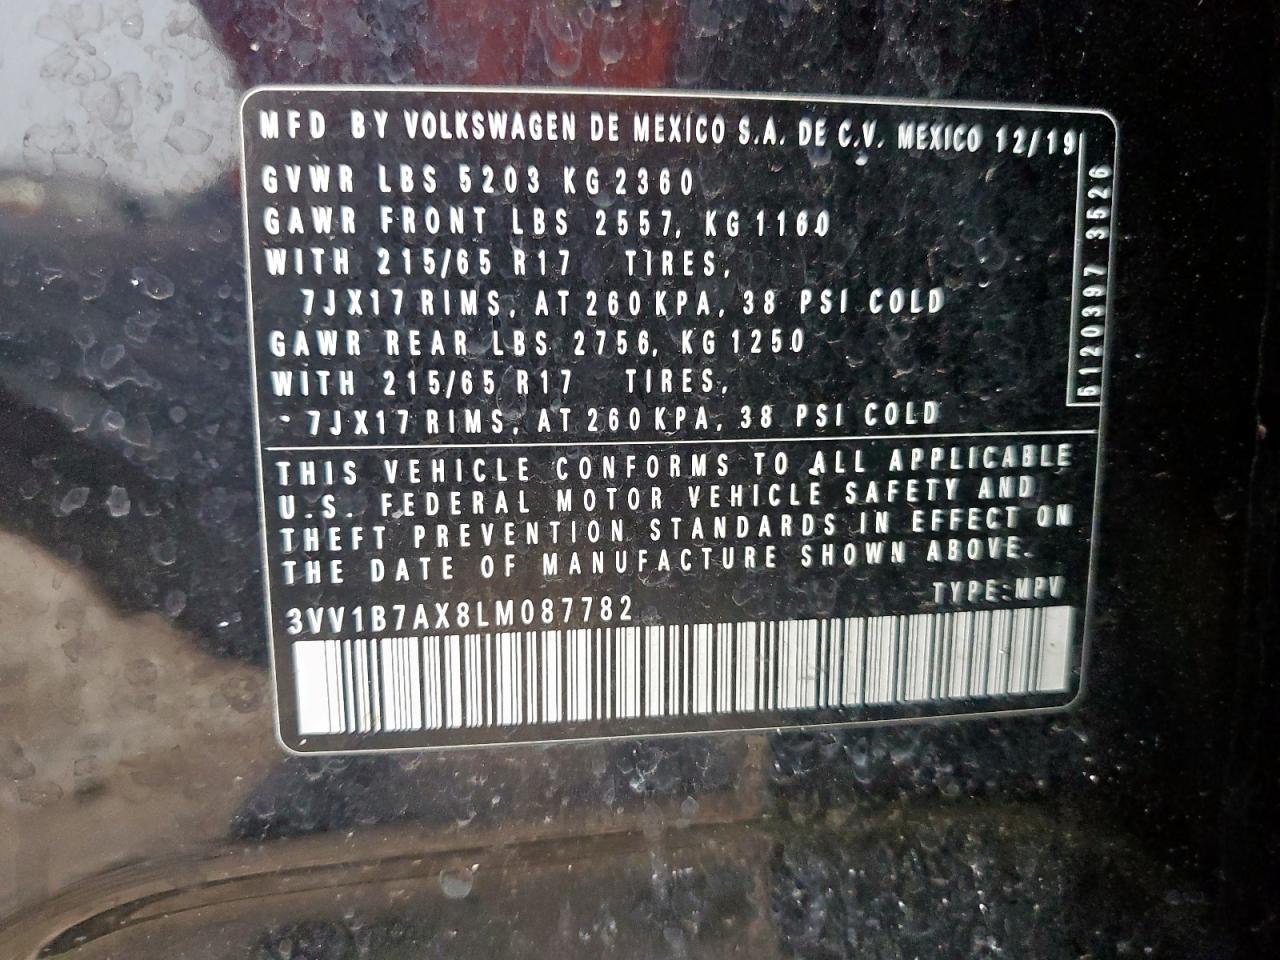 MFD BY VOLKSWAGEN DE MEXICO S.A. DE C.V. MEXICO 12/19
GVWR LBS 5203 KG 2360
GAWR FRONT LBS 2557, KG 1160
WITH 215/65 R17 TIRES,
7JX17 RIMS, AT 260 KPA, 38 PSI COLD
GAWR REAR LBS 2756, KG 1250
WITH 215/65 R17 TIRES,
7JX17 RIMS, AT 260 KPA, 38 PSI COLD
5120397 3526
THIS VEHICLE CONFORMS TO ALL APPLICABLE
U.S. FEDERAL MOTOR VEHICLE SAFETY AND
THEFT PREVENTION STANDARDS IN EFFECT ON
THE DATE OF MANUFACTURE SHOWN ABOVE.
TYPE: MPV
3VV1B7AX8LM087782